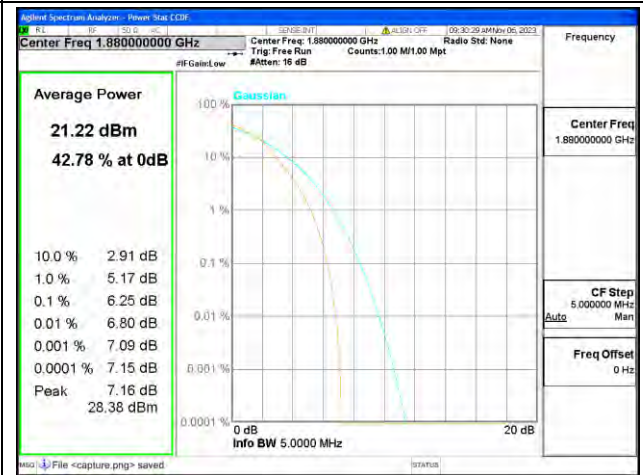 Agilent Spectrum Analyzer - Power Stat CCDF
RL RF 50 Ω AC SENSE:INT ALIGN OFF 09:30:29 AM Nov 06, 2023
Center Freq 1.880000000 GHz
Center Freq: 1.880000000 GHz Radio Std: None
Trig: Free Run Counts:1.00 M/1.00 Mpt
#IFGain:Low #Atten: 16 dB
Frequency
Average Power
21.22 dBm
42.78 % at 0dB
10.0 % 2.91 dB
1.0 % 5.17 dB
0.1 % 6.25 dB
0.01 % 6.80 dB
0.001 % 7.09 dB
0.0001 % 7.15 dB
Peak 7.16 dB
28.38 dBm
Gaussian
100 %
10 %
1 %
0.1 %
0.01 %
0.001 %
0.0001 %
0 dB 20 dB
Info BW 5.0000 MHz
Center Freq
1.880000000 GHz
CF Step
5.000000 MHz
Auto Man
Freq Offset
0 Hz
MSG File <capture.png> saved STATUS